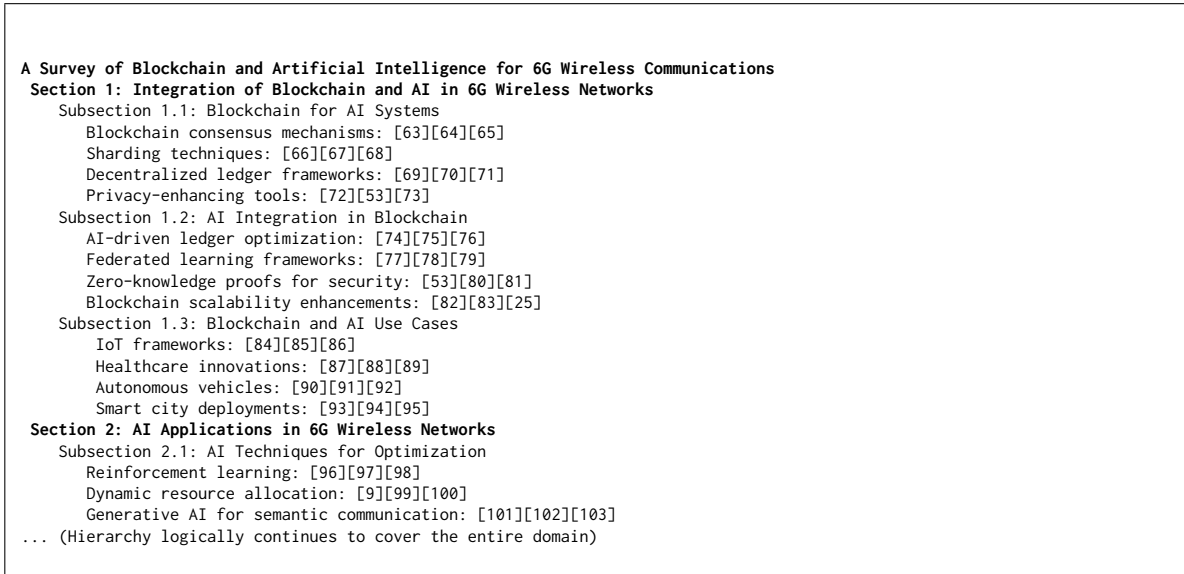 A Survey of Blockchain and Artificial Intelligence for 6G Wireless Communications
Section 1: Integration of Blockchain and AI in 6G Wireless Networks
Subsection 1.1: Blockchain for AI Systems
Blockchain consensus mechanisms: [63][64][65]
Sharding techniques: [66][67][68]
Decentralized ledger frameworks: [69][70][71]
Privacy-enhancing tools: [72][53][73]
Subsection 1.2: AI Integration in Blockchain
AI-driven ledger optimization: [74][75][76]
Federated learning frameworks: [77][78][79]
Zero-knowledge proofs for security: [53][80][81]
Blockchain scalability enhancements: [82][83][25]
Subsection 1.3: Blockchain and AI Use Cases
IoT frameworks: [84][85][86]
Healthcare innovations: [87][88][89]
Autonomous vehicles: [90][91][92]
Smart city deployments: [93][94][95]
Section 2: AI Applications in 6G Wireless Networks
Subsection 2.1: AI Techniques for Optimization
Reinforcement learning: [96][97][98]
Dynamic resource allocation: [9][99][100]
Generative AI for semantic communication: [101][102][103]
... (Hierarchy logically continues to cover the entire domain)